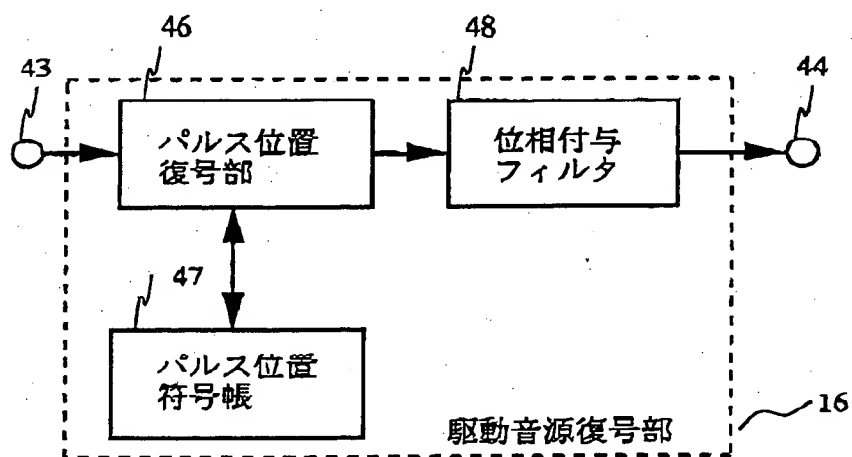 46
48
43
44
パルス位置
復号部
位相付与
フィルタ
47
パルス位置
符号帳
16
駆動音源復号部